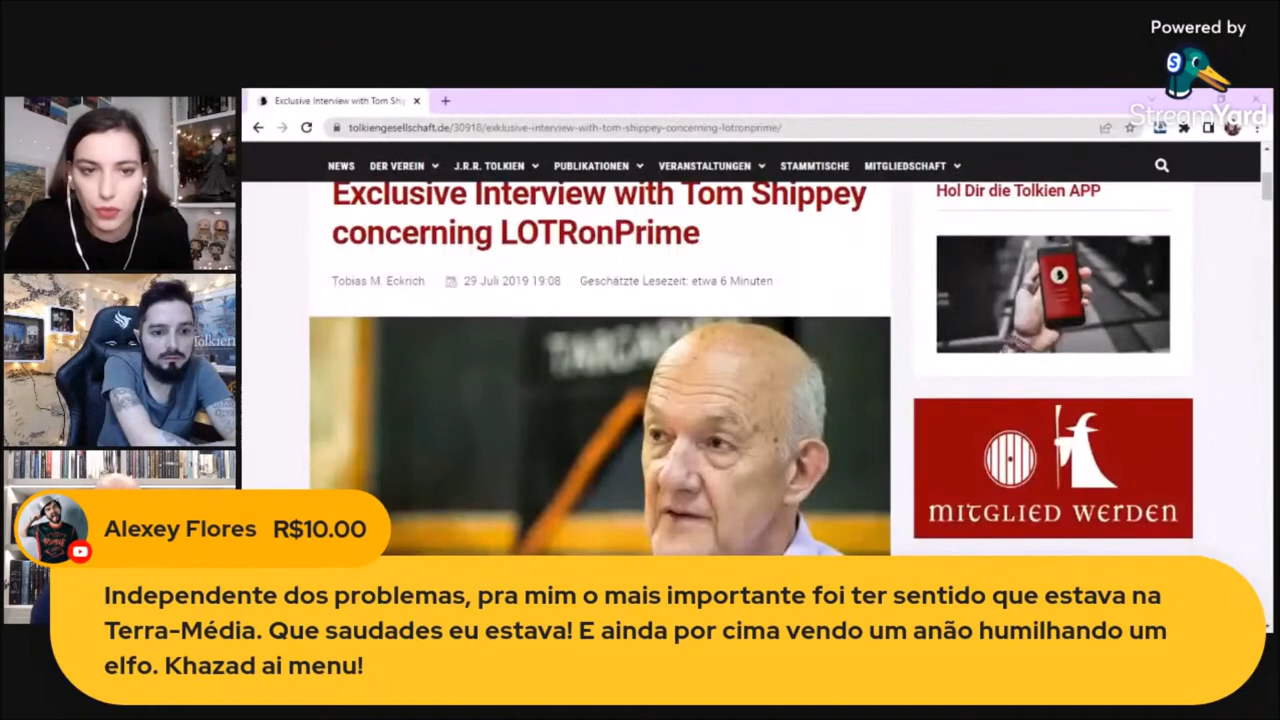 Powered by
S
StreamYard
Exclusive Interview with Tom Ship
tolkiengesellschaft.de/30918/exklusive-interview-with-tom-shippey-concerning-lotronprime/
NEWS DER VEREIN J.R.R. TOLKIEN PUBLIKATIONEN VERANSTALTUNGEN STAMMTISCHE MITGLIEDSCHAFT
Exclusive Interview with Tom Shippey
concerning LOTRonPrime
Tobias M. Eckrich 29 Juli 2019 19:08 Geschätzte Lesezeit: etwa 6 Minuten
Hol Dir die Tolkien APP
MITGLIED WERDEN
Tolkien
Alexey Flores R$10.00
Independente dos problemas, pra mim o mais importante foi ter sentido que estava na
Terra-Média. Que saudades eu estava! E ainda por cima vendo um anão humilhando um
elfo. Khazad ai menu!